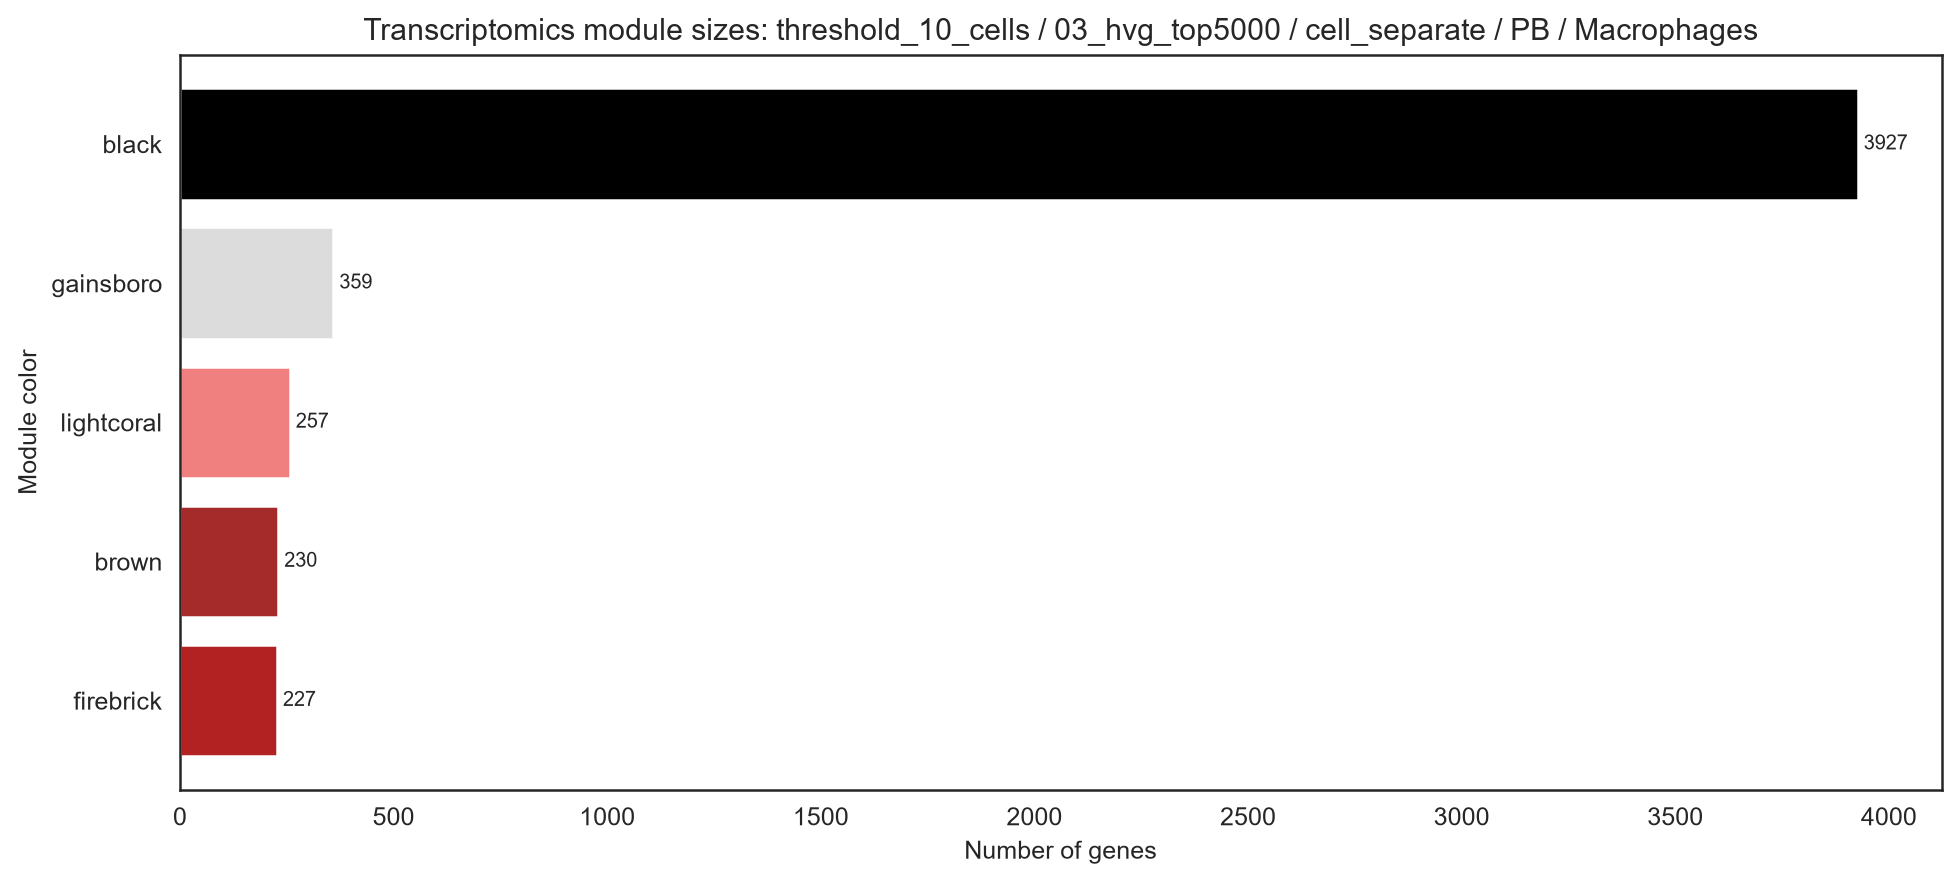 Transcriptomics module sizes: threshold_10_cells / 03_hvg_top5000 / cell_separate / PB / Macrophages
black
3927
gainsboro
359
lightcoral
257
brown
230
firebrick
227
Module color
0 500 1000 1500 2000 2500 3000 3500 4000
Number of genes